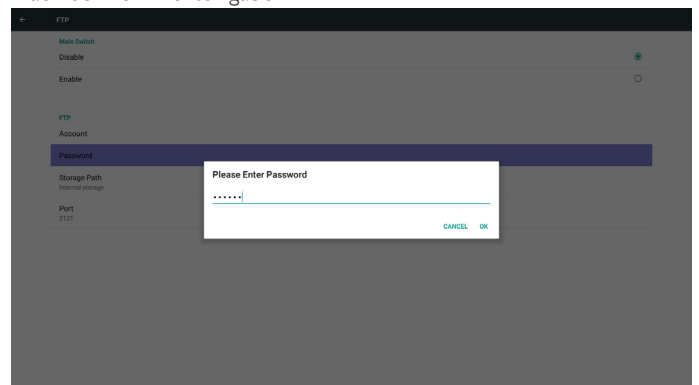 FTP
Main Switch
Disable
Enable
FTP
Account
Password
Storage Path
Internal storage
Port
2121
Please Enter Password
••••••
CANCEL OK